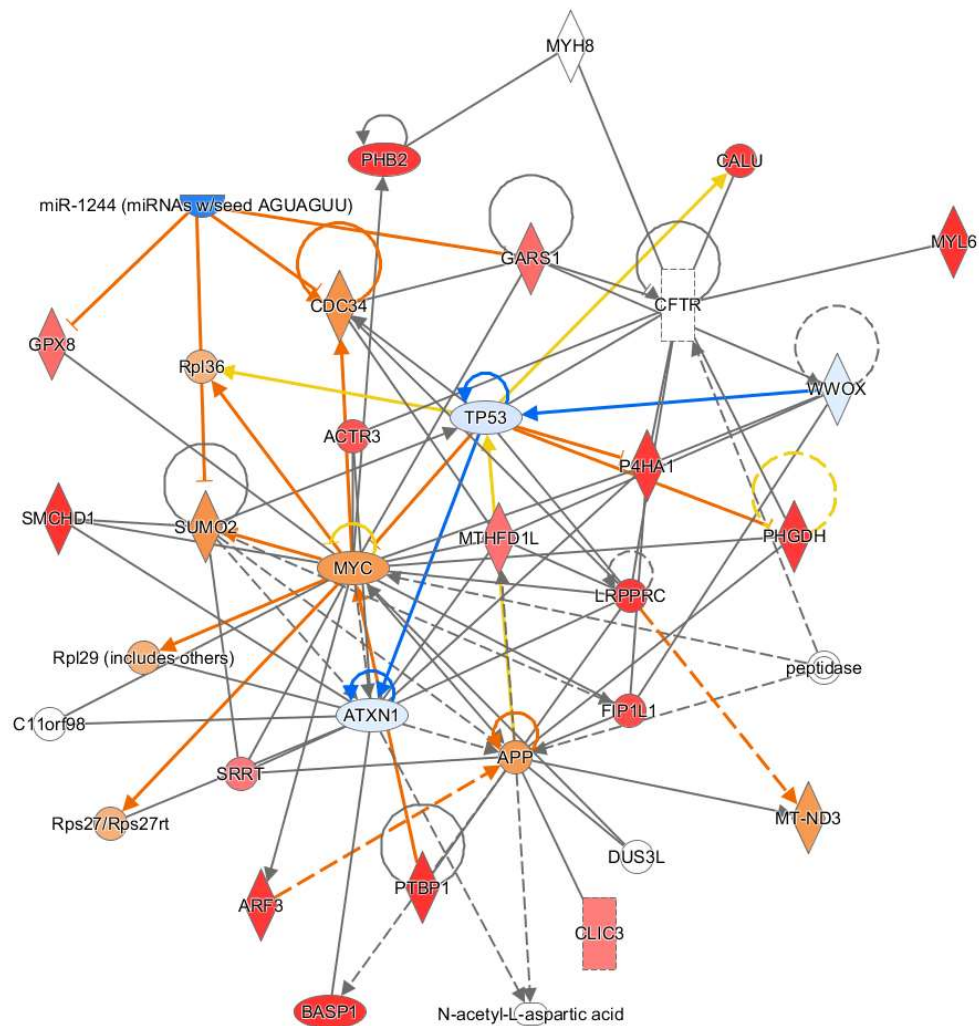 MYH8
PHB2
CALU
miR-1244 (miRNAs w/seed AGUAGUU)
GARS1
MYL6
CDC34
CFTR
GPX8
Rpl36
WWOX
TP53
ACTR3
P4HA1
SMCHD1
SUMO2
MTHFD1L
PHGDH
MYC
LRPPRC
Rpl29 (includes others)
peptidase
C11orf98
ATXN1
FIP1L1
APP
SRRT
Rps27/Rps27rt
MT-ND3
DUS3L
ARF3
PTBP1
CLIC3
BASP1
N-acetyl-L-aspartic acid